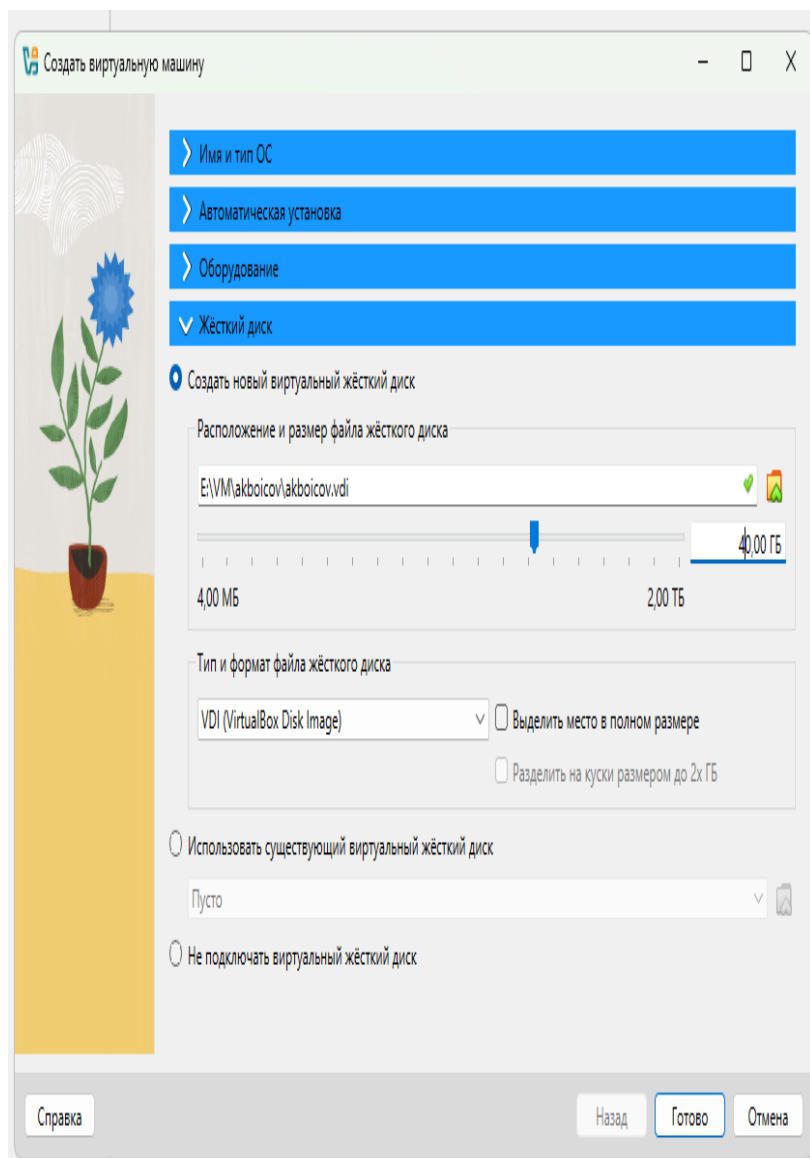 Создать виртуальную машину
Имя и тип ОС
Автоматическая установка
Оборудование
Жёсткий диск
Создать новый виртуальный жёсткий диск
Расположение и размер файла жёсткого диска
E:\VM\akboicov\akboicov.vdi
40,00 ГБ
4,00 МБ 2,00 ТБ
Тип и формат файла жёсткого диска
VDI (VirtualBox Disk Image) Выделить место в полном размере
Разделить на куски размером до 2х ГБ
Использовать существующий виртуальный жёсткий диск
Пусто
Не подключать виртуальный жёсткий диск
Справка Назад Готово Отмена